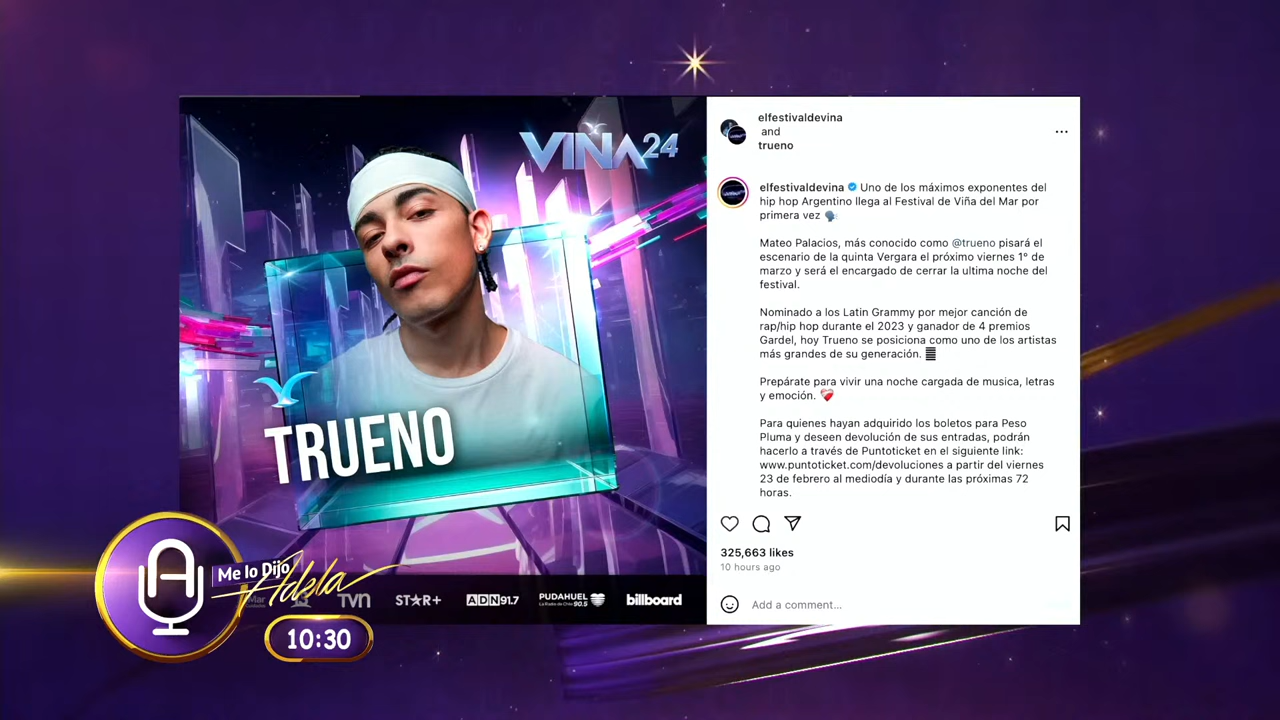 VIÑA24
TRUENO
TVN
ST★R+
ADN91.7
PUDAHUEL
La Radio de Chile 90.5
billboard
elfestivaldevina
and
trueno
elfestivaldevina Uno de los máximos exponentes del
hip hop Argentino llega al Festival de Viña del Mar por
primera vez 🗣
Mateo Palacios, más conocido como @trueno pisará el
escenario de la quinta Vergara el próximo viernes 1° de
marzo y será el encargado de cerrar la ultima noche del
festival.
Nominado a los Latin Grammy por mejor canción de
rap/hip hop durante el 2023 y ganador de 4 premios
Gardel, hoy Trueno se posiciona como uno de los artistas
más grandes de su generación.
Prepárate para vivir una noche cargada de musica, letras
y emoción. ❤️‍🩹
Para quienes hayan adquirido los boletos para Peso
Pluma y deseen devolución de sus entradas, podrán
hacerlo a través de Puntoticket en el siguiente link:
www.puntoticket.com/devoluciones a partir del viernes
23 de febrero al mediodía y durante las próximas 72
horas.
325,663 likes
10 hours ago
Add a comment...
Me lo Dijo
Adela
10:30